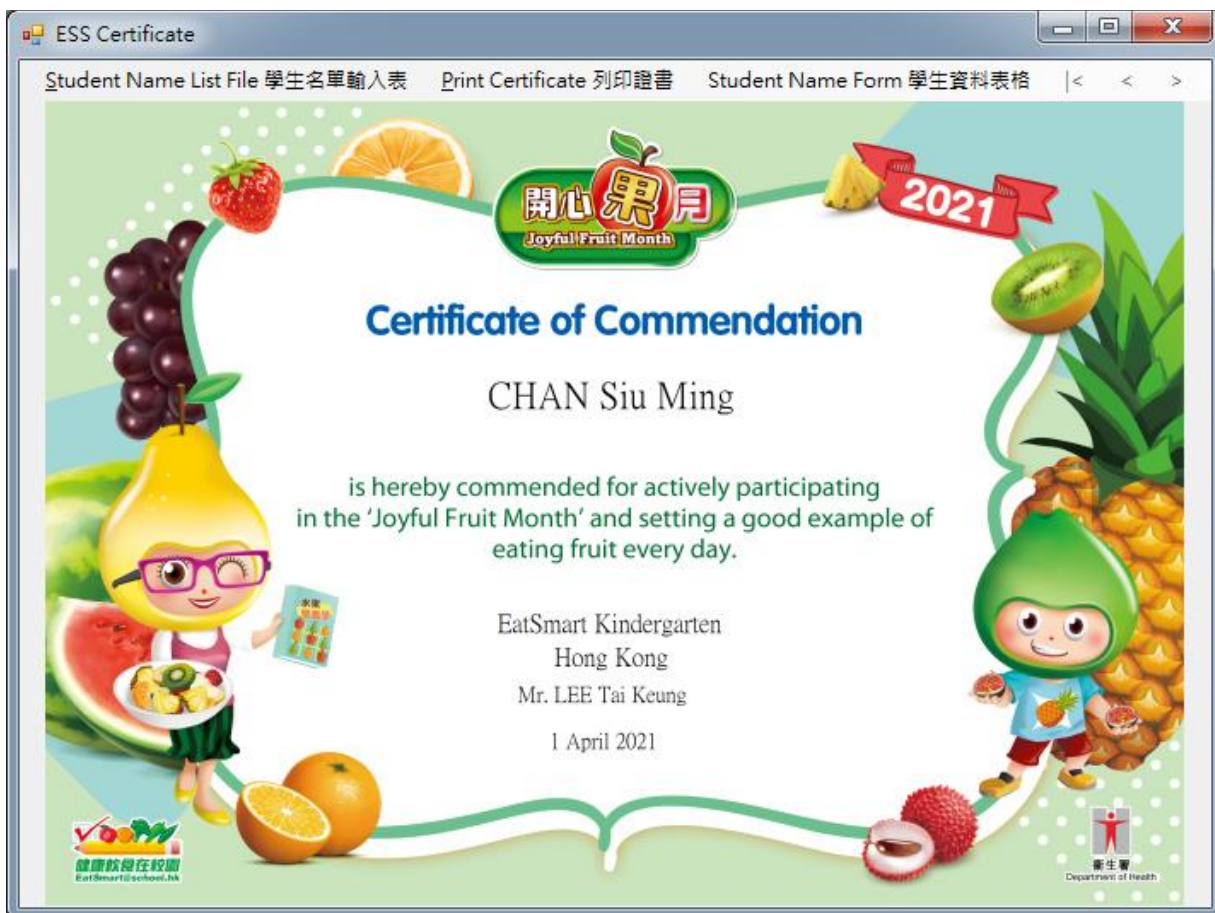 ESS Certificate
Student Name List File 學生名單輸入表 Print Certificate 列印證書 Student Name Form 學生資料表格 |< < >
開心果月
Joyful Fruit Month
2021
Certificate of Commendation
CHAN Siu Ming
is hereby commended for actively participating
in the ‘Joyful Fruit Month’ and setting a good example of
eating fruit every day.
水果
EatSmart Kindergarten
Hong Kong
Mr. LEE Tai Keung
1 April 2021
健康飲食在校園
EatSmart@school.hk
衞生署
Department of Health